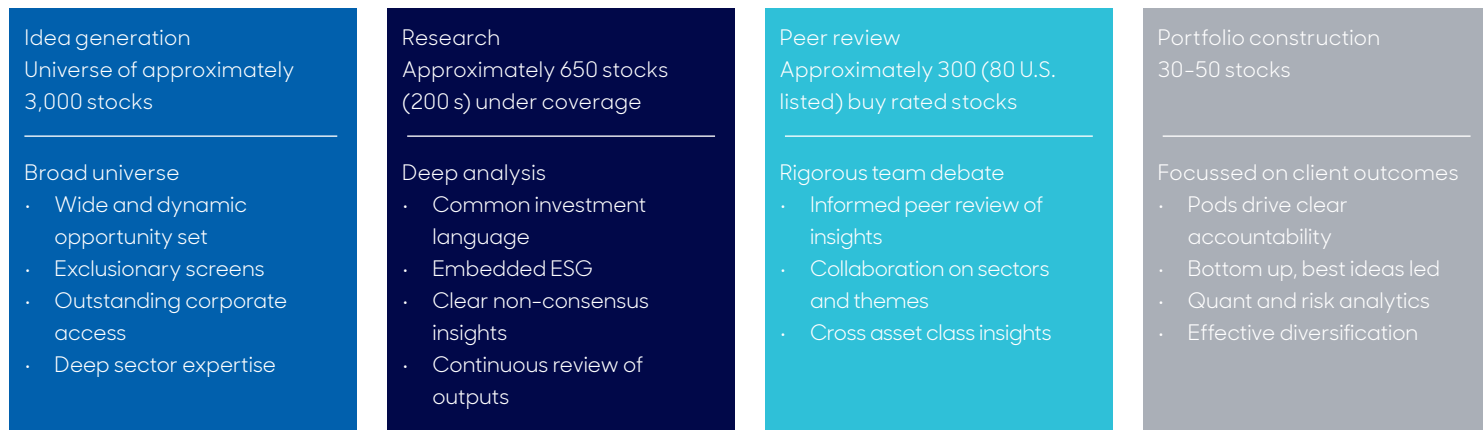 Idea generation
Universe of approximately
3,000 stocks
Broad universe
· Wide and dynamic
opportunity set
· Exclusionary screens
· Outstanding corporate
access
· Deep sector expertise
Research
Approximately 650 stocks
(200 s) under coverage
Deep analysis
· Common investment
language
· Embedded ESG
· Clear non-consensus
insights
· Continuous review of
outputs
Peer review
Approximately 300 (80 U.S.
listed) buy rated stocks
Rigorous team debate
· Informed peer review of
insights
· Collaboration on sectors
and themes
· Cross asset class insights
Portfolio construction
30-50 stocks
Focussed on client outcomes
· Pods drive clear
accountability
· Bottom up, best ideas led
· Quant and risk analytics
· Effective diversification